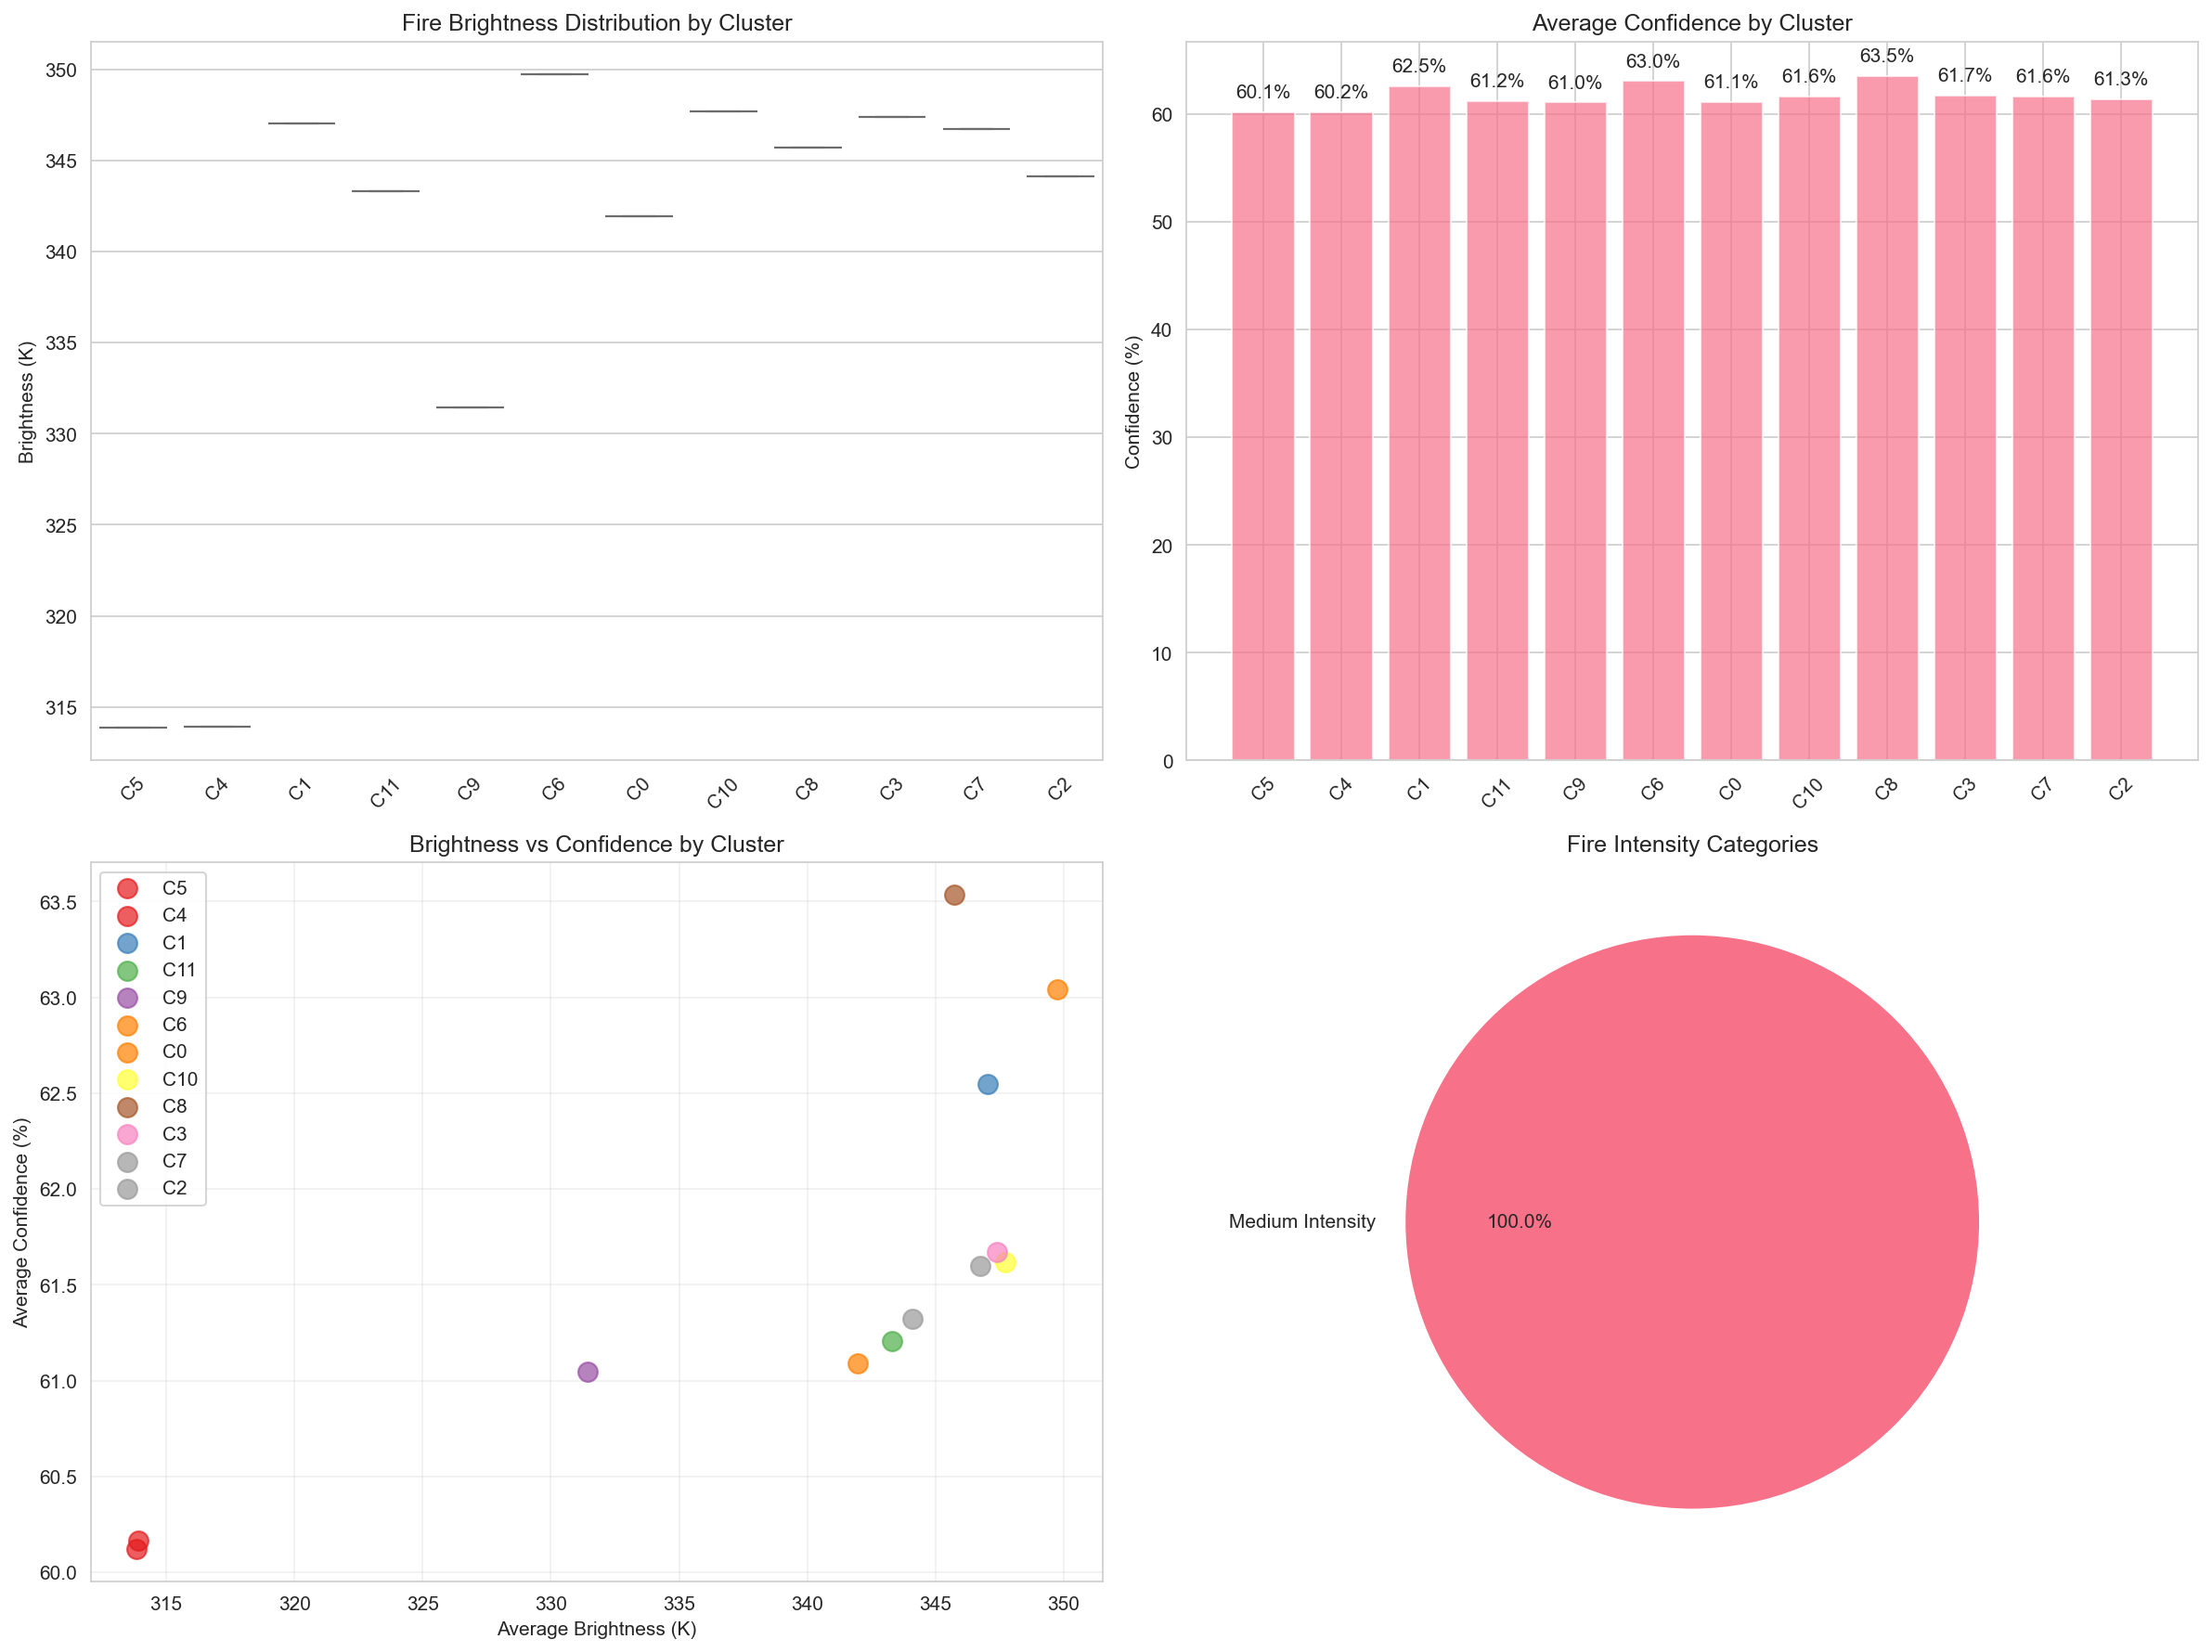 Fire Brightness Distribution by Cluster
Brightness (K)
350
345
340
335
330
325
320
315
C5 C4 C1 C11 C9 C6 C0 C10 C8 C3 C7 C2
Average Confidence by Cluster
Confidence (%)
60.1% 60.2% 62.5% 61.2% 61.0% 63.0% 61.1% 61.6% 63.5% 61.7% 61.6% 61.3%
60
50
40
30
20
10
0
C5 C4 C1 C11 C9 C6 C0 C10 C8 C3 C7 C2
Brightness vs Confidence by Cluster
Average Confidence (%)
63.5
63.0
62.5
62.0
61.5
61.0
60.5
60.0
C5
C4
C1
C11
C9
C6
C0
C10
C8
C3
C7
C2
315 320 325 330 335 340 345 350
Average Brightness (K)
Fire Intensity Categories
Medium Intensity
100.0%